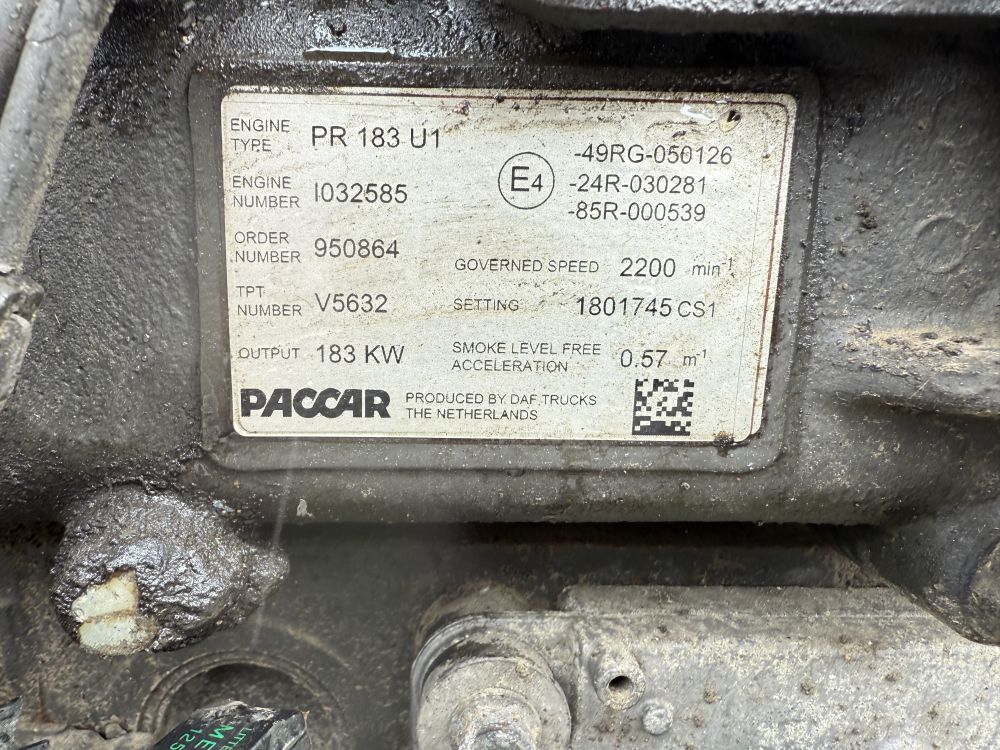 ENGINE TYPE PR 183 U1
ENGINE NUMBER I032585
ORDER NUMBER 950864
TPT NUMBER V5632
OUTPUT 183 KW
E4
-49RG-050126
-24R-030281
-85R-000539
GOVERNED SPEED 2200 min-1
SETTING 1801745 CS1
SMOKE LEVEL FREE ACCELERATION 0.57 m-1
PACCAR
PRODUCED BY DAF TRUCKS
THE NETHERLANDS
ME
125